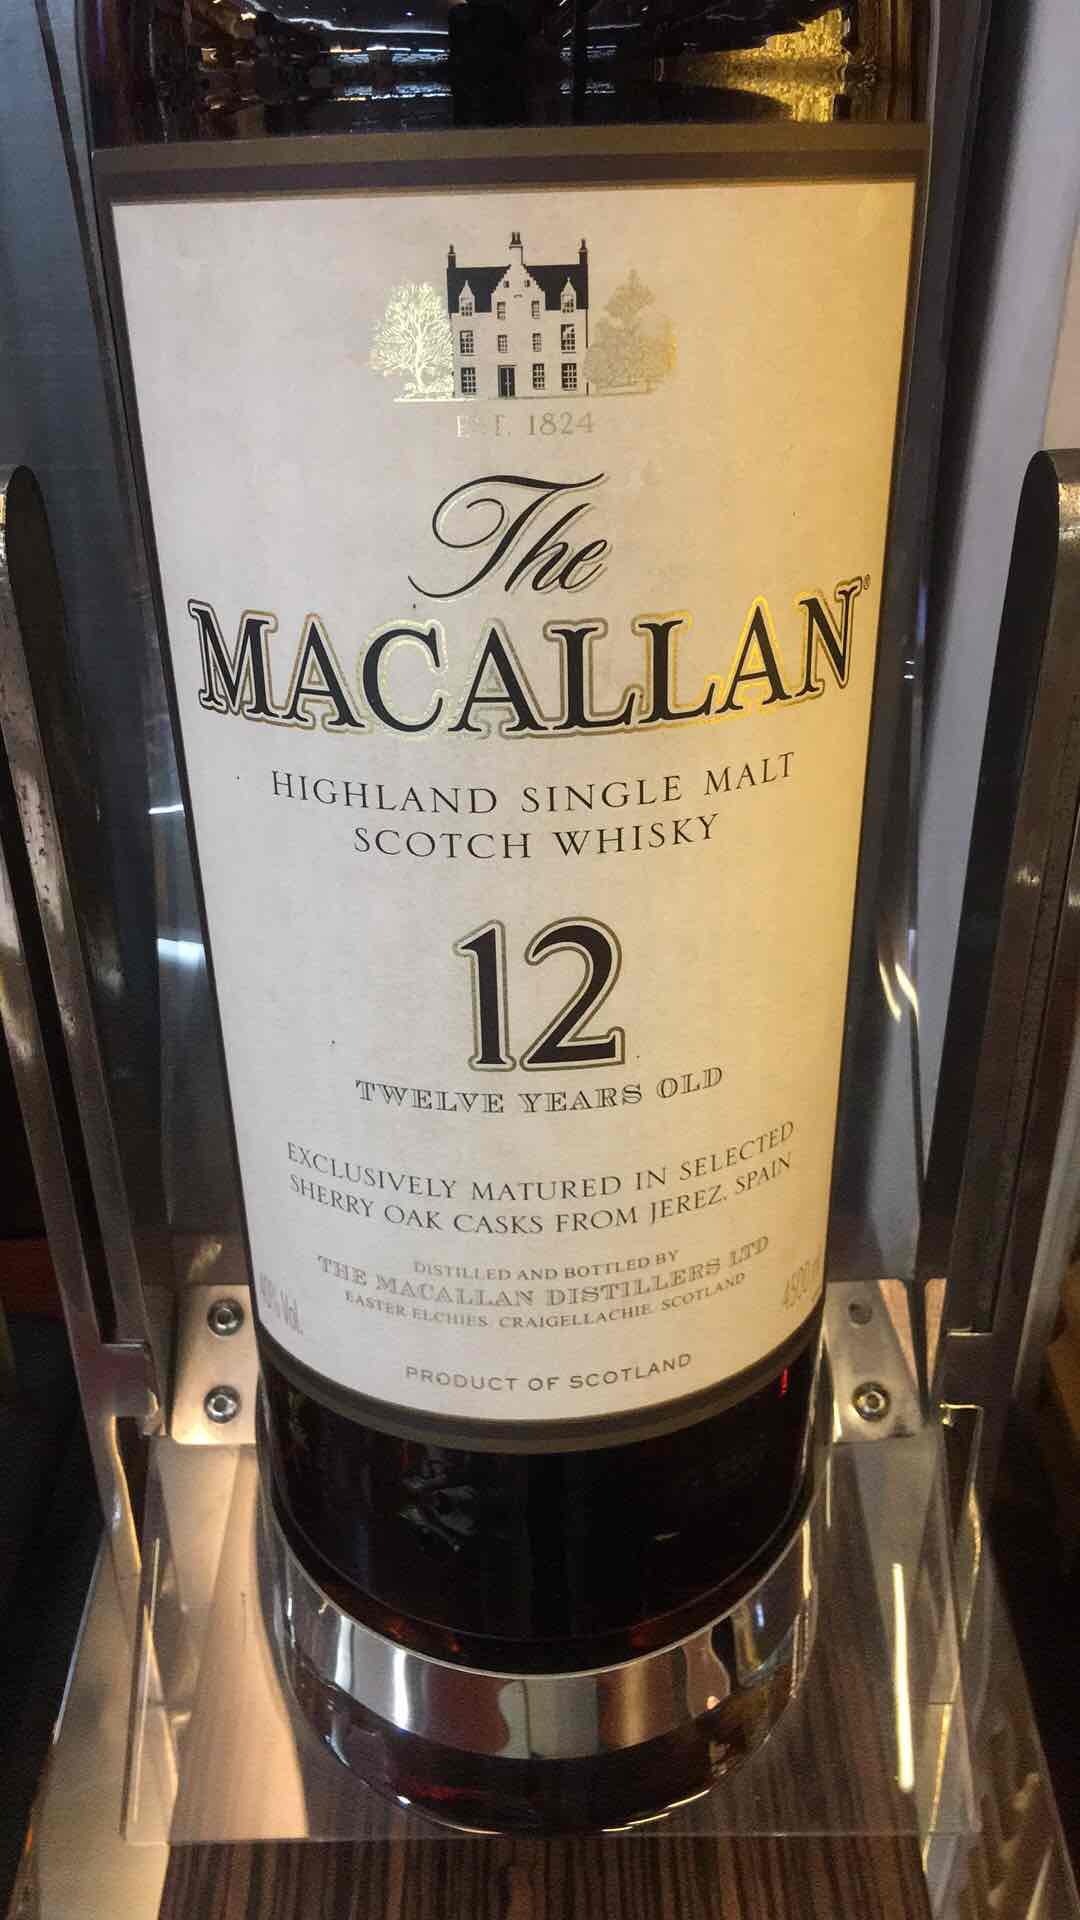 EST. 1824
The
MACALLAN®
HIGHLAND SINGLE MALT
SCOTCH WHISKY
12
TWELVE YEARS OLD
EXCLUSIVELY MATURED IN SELECTED
SHERRY OAK CASKS FROM JEREZ, SPAIN
DISTILLED AND BOTTLED BY
THE MACALLAN DISTILLERS LTD
EASTER ELCHIES, CRAIGELLACHIE, SCOTLAND
Vol.
PRODUCT OF SCOTLAND